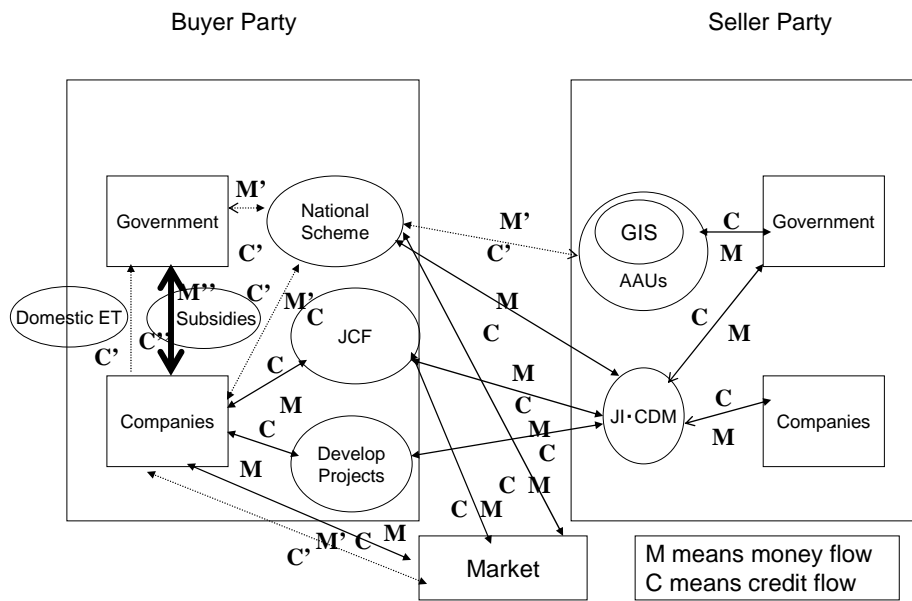 Buyer Party
Seller Party
M’
Government
National
Scheme
C’
M’
C’
GIS
AAUs
C
M
Government
Domestic ET
M’’
Subsidies
C’
M’
C
C’’
C’
JCF
M
C
C
M
C
M
C
JI･CDM
C
M
Companies
Companies
M
C
M
Develop
Projects
M
C
C
M
C
M
C’
M’
C
M
Market
M means money flow
C means credit flow